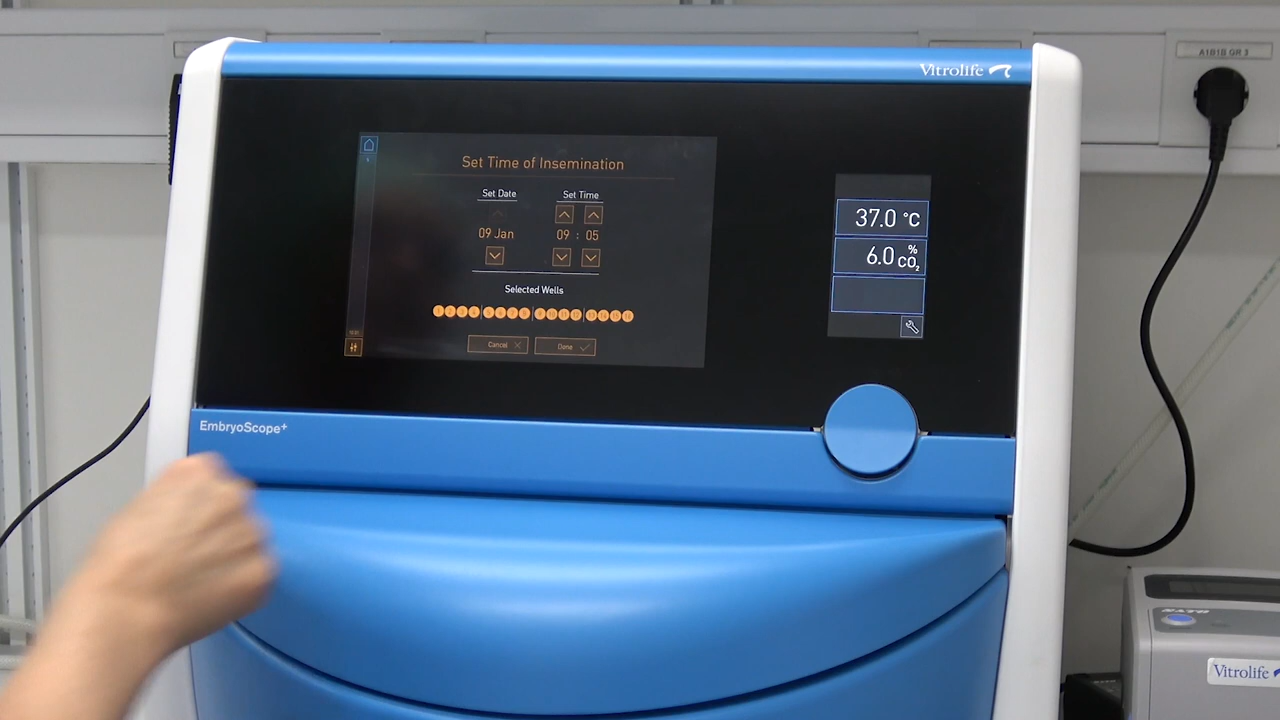 A1B1B GR 3
Vitrolife
Set Time of Insemination
Set Date
Set Time
09 Jan
09 : 05
Selected Wells
Cancel
Done
37.0 °C
6.0 % CO₂
EmbryoScope+
SATO
Vitrolife